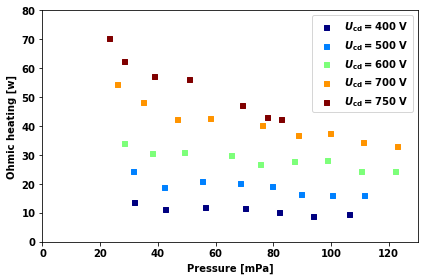 80
70
60
50
40
30
20
10
0
Ohmic heating [w]
U_cd = 400 V
U_cd = 500 V
U_cd = 600 V
U_cd = 700 V
U_cd = 750 V
0 20 40 60 80 100 120
Pressure [mPa]